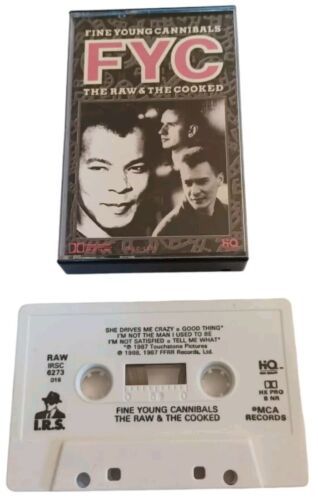 FINE YOUNG CANNIBALS
FYC
THE RAW & THE COOKED
HQ
SHE DRIVES ME CRAZY ¤ GOOD THING*
I'M NOT THE MAN I USED TO BE
I'M NOT SATISFIED ¤ TELL ME WHAT*
* ℗ 1987 Touchstone Pictures
℗ 1988, 1987 FFRR Records, Ltd.
RAW
IRSC
6273
HQ
HX PRO
B NR
I.R.S.
MCA
RECORDS
FINE YOUNG CANNIBALS
THE RAW & THE COOKED